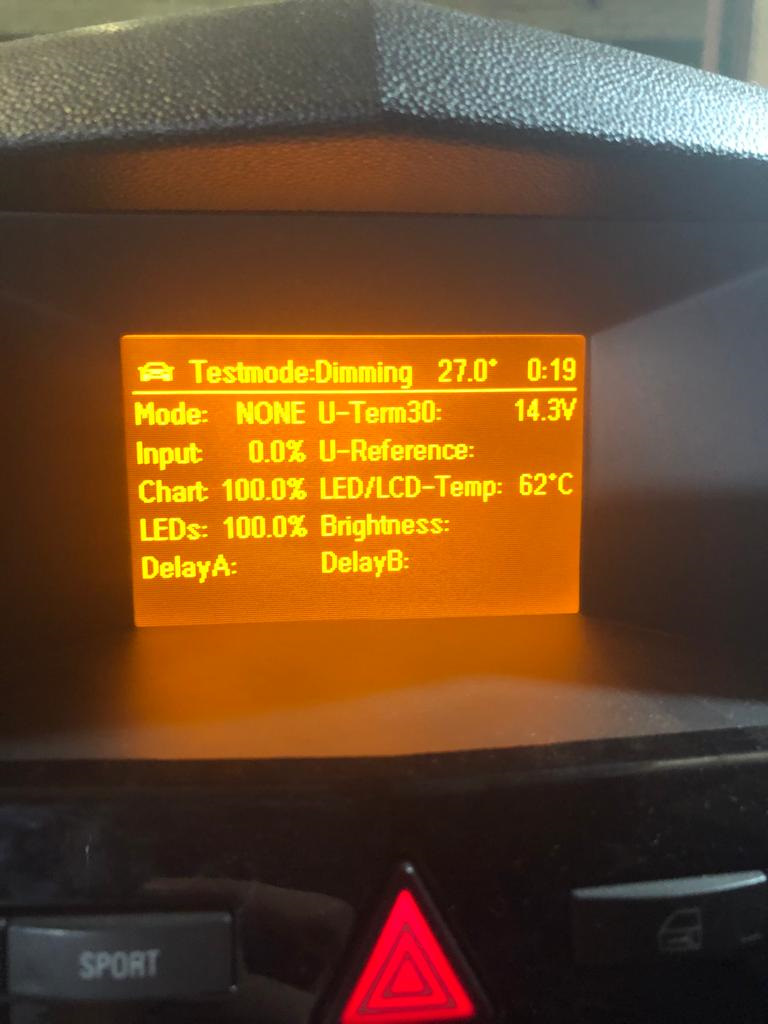 Testmode:Dimming 27.0° 0:19
Mode: NONE U-Term30: 14.3V
Input: 0.0% U-Reference:
Chart: 100.0% LED/LCD-Temp: 62°C
LEDs: 100.0% Brightness:
DelayA: DelayB:
SPORT